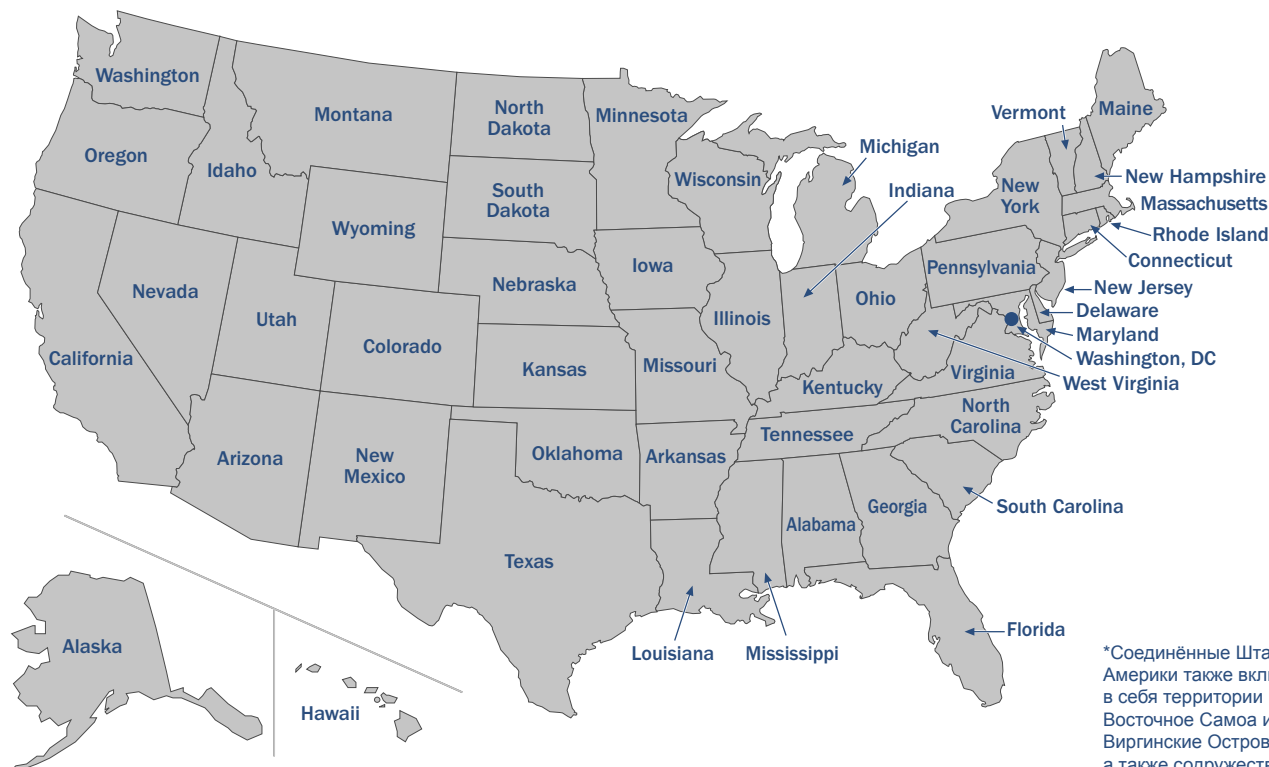 Washington
Montana
North
Dakota
Minnesota
Vermont
Maine
Oregon
Idaho
Michigan
Wisconsin
South
Dakota
Indiana
New
York
New Hampshire
Massachusetts
Wyoming
Rhode Island
Connecticut
Iowa
Pennsylvania
Nevada
Nebraska
Ohio
New Jersey
Utah
Illinois
Delaware
Maryland
California
Colorado
Kansas
Missouri
Washington, DC
Virginia
West Virginia
Kentucky
North
Carolina
Tennessee
Arizona
New
Mexico
Oklahoma
Arkansas
Georgia
South Carolina
Alabama
Texas
Florida
Alaska
Louisiana
Mississippi
Hawaii
*Соединённые Шта
Америки также вкл
в себя территории
Восточное Самоа и
Виргинские Остров
а также содружеств